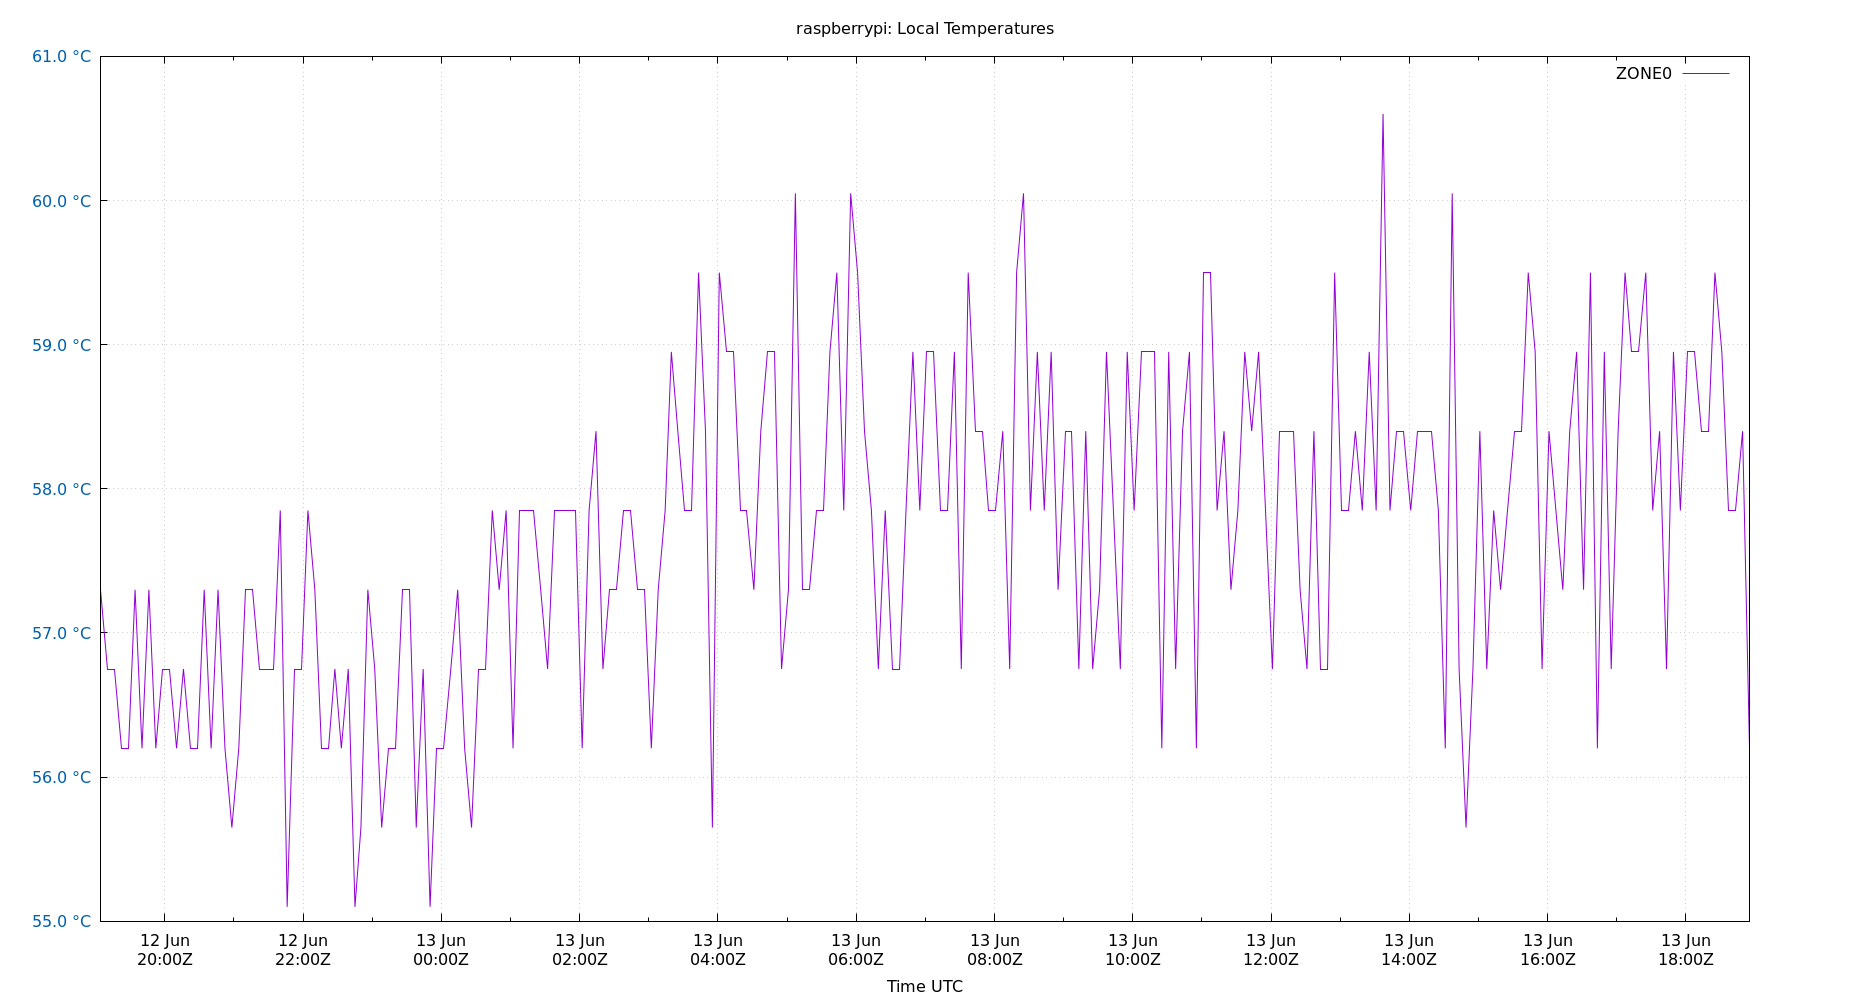 raspberrypi: Local Temperatures
61.0 °C
ZONE0
60.0 °C
59.0 °C
58.0 °C
57.0 °C
56.0 °C
55.0 °C
12 Jun 12 Jun 13 Jun 13 Jun 13 Jun 13 Jun 13 Jun 13 Jun 13 Jun 13 Jun 13 Jun 13 Jun
20:00Z 22:00Z 00:00Z 02:00Z 04:00Z 06:00Z 08:00Z 10:00Z 12:00Z 14:00Z 16:00Z 18:00Z
Time UTC